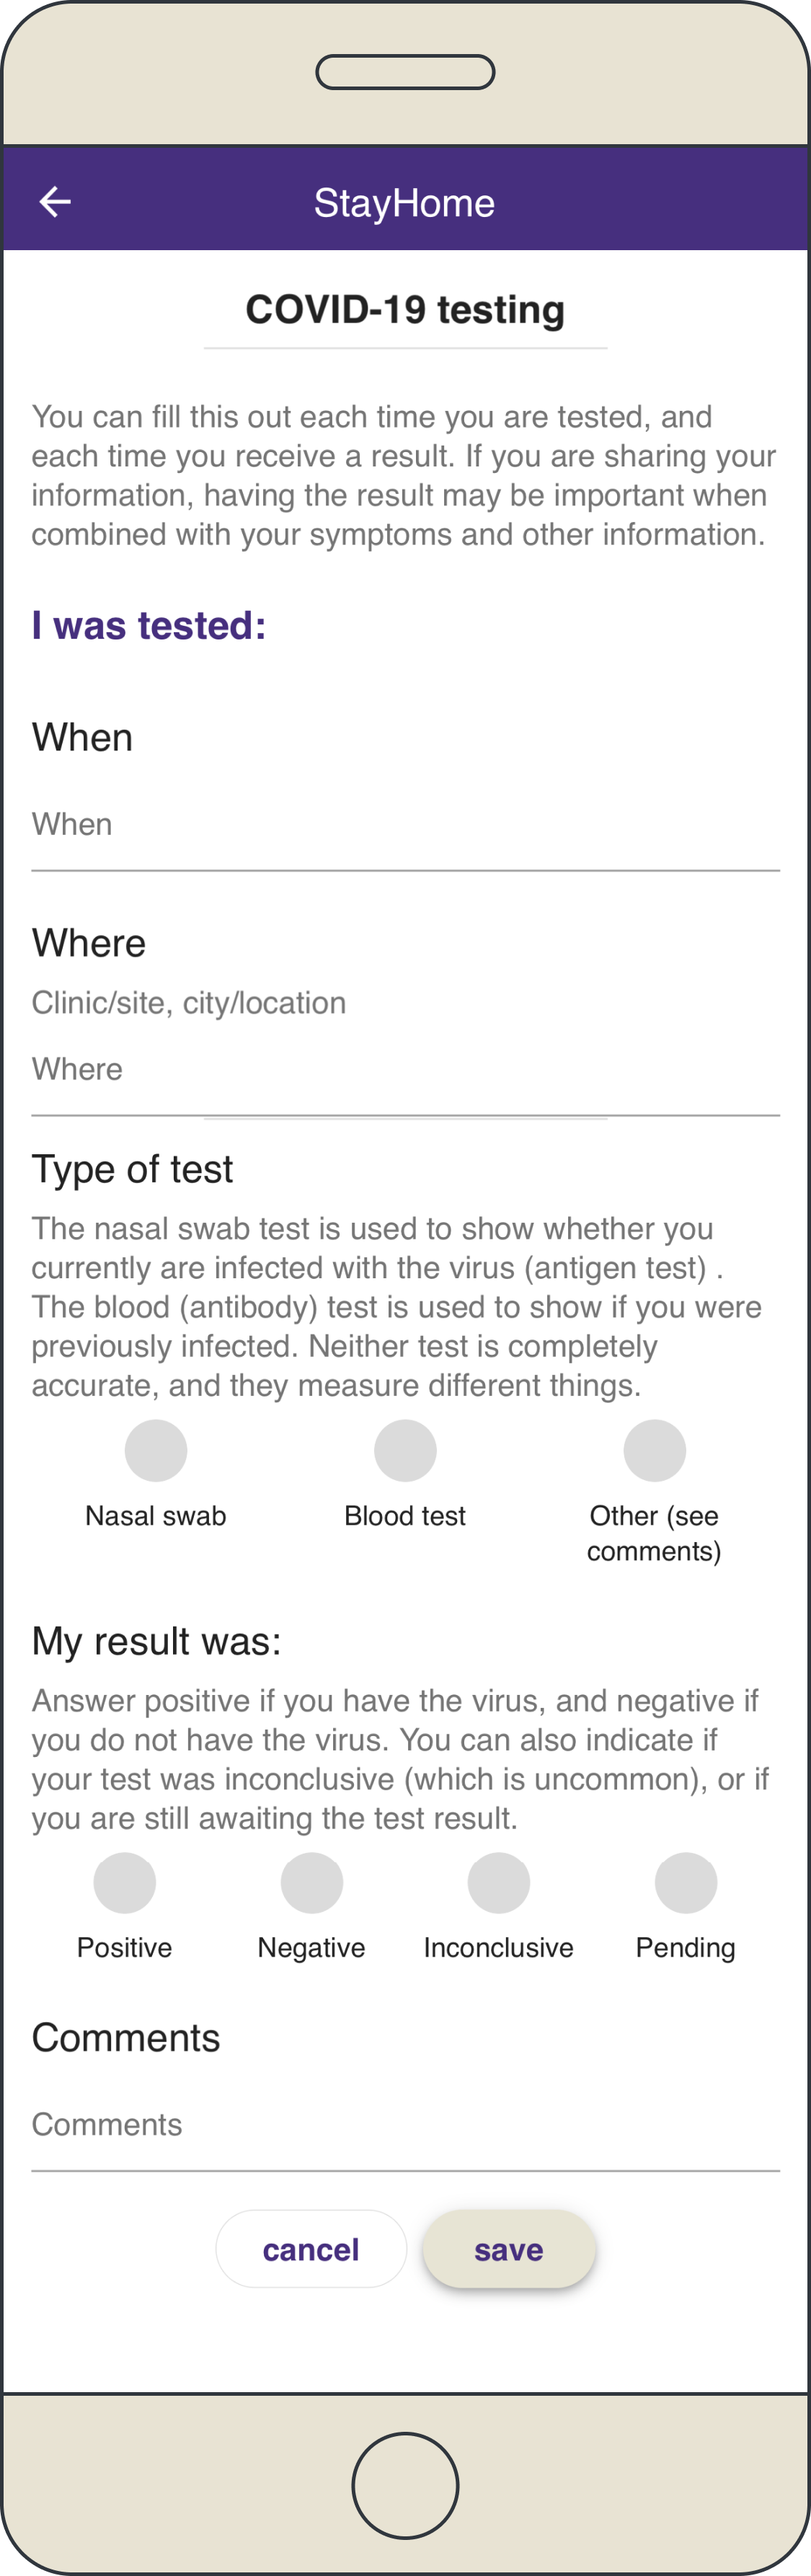 StayHome
COVID-19 testing
You can fill this out each time you are tested, and
each time you receive a result. If you are sharing your
information, having the result may be important when
combined with your symptoms and other information.
I was tested:
When
When
Where
Clinic/site, city/location
Where
Type of test
The nasal swab test is used to show whether you
currently are infected with the virus (antigen test) .
The blood (antibody) test is used to show if you were
previously infected. Neither test is completely
accurate, and they measure different things.
Nasal swab
Blood test
Other (see
comments)
My result was:
Answer positive if you have the virus, and negative if
you do not have the virus. You can also indicate if
your test was inconclusive (which is uncommon), or if
you are still awaiting the test result.
Positive
Negative
Inconclusive
Pending
Comments
Comments
cancel
save